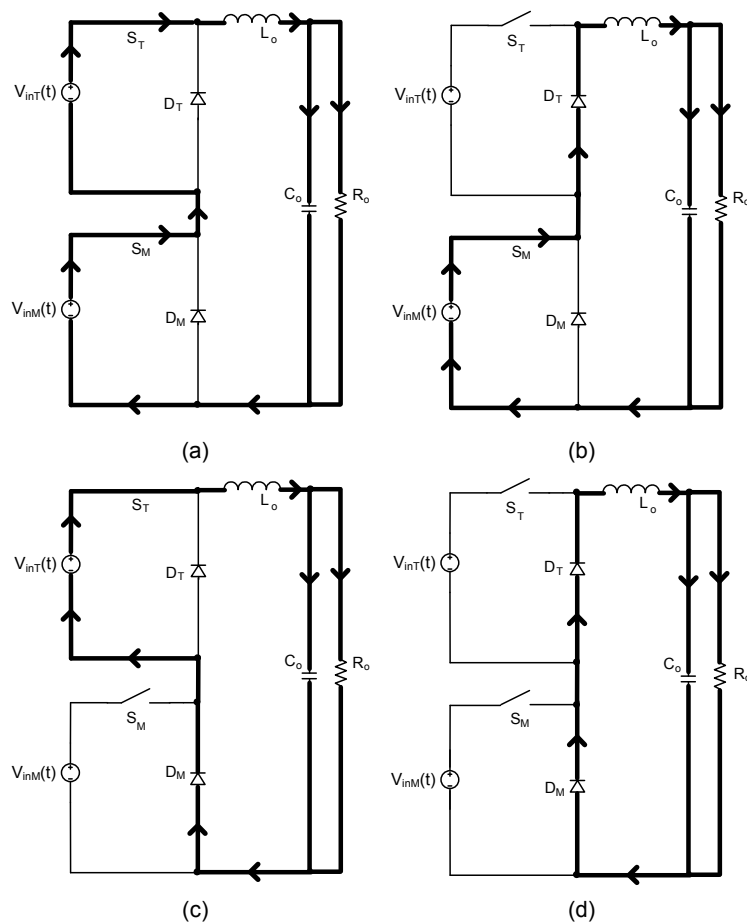 S_T
L_o
V_inT(t)
D_T
C_o
R_o
S_M
V_inM(t)
D_M
(a)
S_T
L_o
V_inT(t)
D_T
C_o
R_o
S_M
V_inM(t)
D_M
(b)
S_T
L_o
V_inT(t)
D_T
C_o
R_o
S_M
V_inM(t)
D_M
(c)
S_T
L_o
V_inT(t)
D_T
C_o
R_o
S_M
V_inM(t)
D_M
(d)